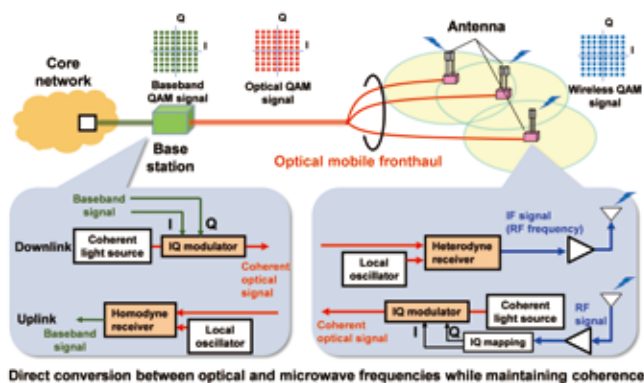 Q
I
Q
I
Q
I
Core
network
Baseband
QAM signal
Optical QAM
signal
Antenna
Wireless QAM
signal
Base
station
Optical mobile fronthaul
Baseband
signal
I
Q
Downlink
Coherent
light source
IQ modulator
Coherent
optical signal
Uplink
Homodyne
receiver
Baseband
signal
Local
oscillator
IF signal
(RF frequency)
Heterodyne
receiver
Local
oscillator
IQ modulator
Coherent
light source
RF
signal
Coherent
optical signal
I
Q
IQ mapping
Direct conversion between optical and microwave frequencies while maintaining coherence